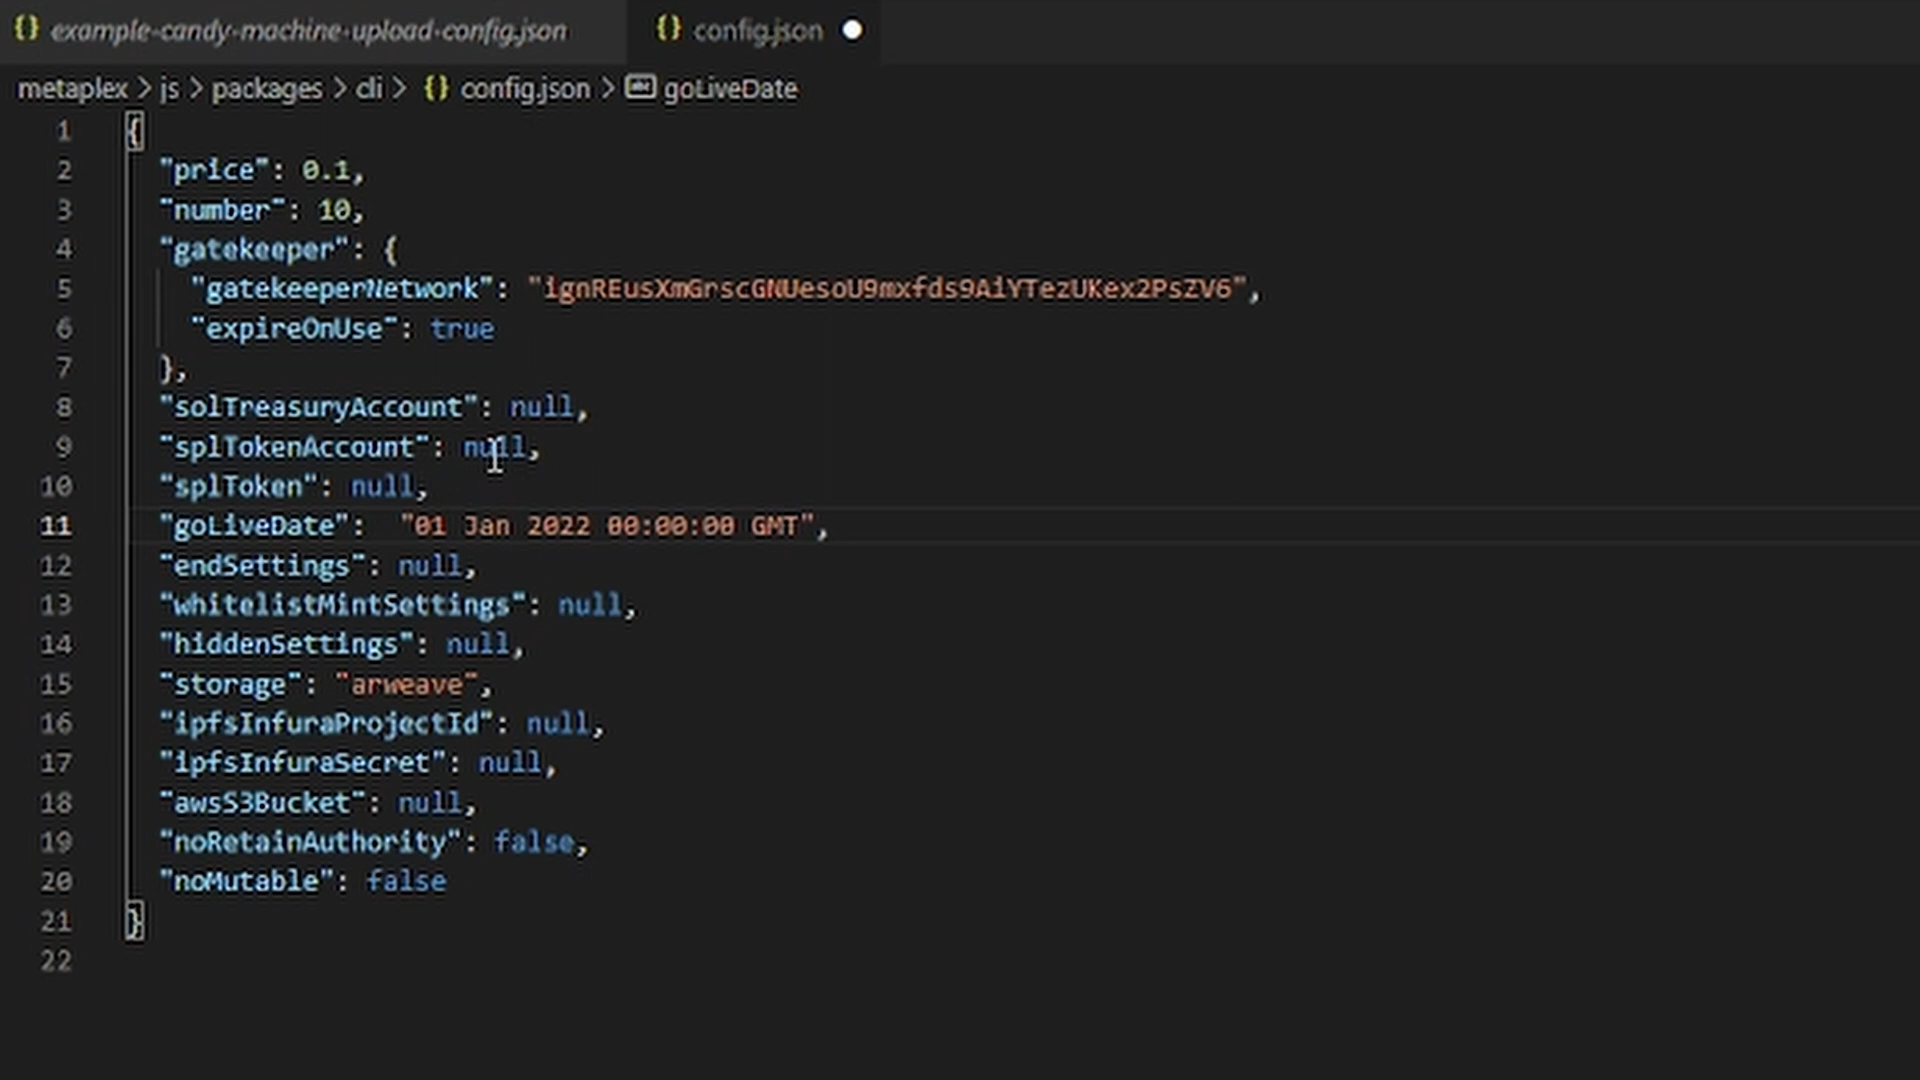 {} example-candy-machine-upload-config.json {} config.json
metaplex > js > packages > cli > {} config.json > abc goLiveDate
1 {
2 "price": 0.1,
3 "number": 10,
4 "gatekeeper": {
5 "gatekeeperNetwork": "ignREusXmGrscGNUesoU9mxfds9AiYTezUKex2PsZV6",
6 "expireOnUse": true
7 },
8 "solTreasuryAccount": null,
9 "splTokenAccount": null,
10 "splToken": null,
11 "goLiveDate":  "01 Jan 2022 00:00:00 GMT",
12 "endSettings": null,
13 "whitelistMintSettings": null,
14 "hiddenSettings": null,
15 "storage": "arweave",
16 "ipfsInfuraProjectId": null,
17 "ipfsInfuraSecret": null,
18 "awsS3Bucket": null,
19 "noRetainAuthority": false,
20 "noMutable": false
21 }
22